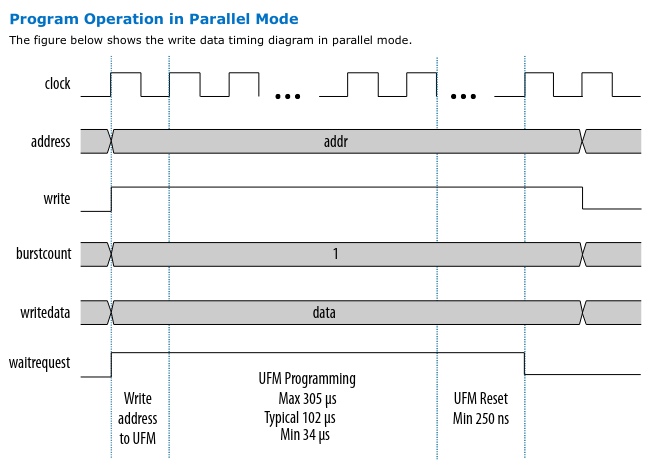 Program Operation in Parallel Mode
The figure below shows the write data timing diagram in parallel mode.
clock
address
addr
write
burstcount
1
writedata
data
waitrequest
Write
address
to UFM
UFM Programming
Max 305 µs
Typical 102 µs
Min 34 µs
UFM Reset
Min 250 ns